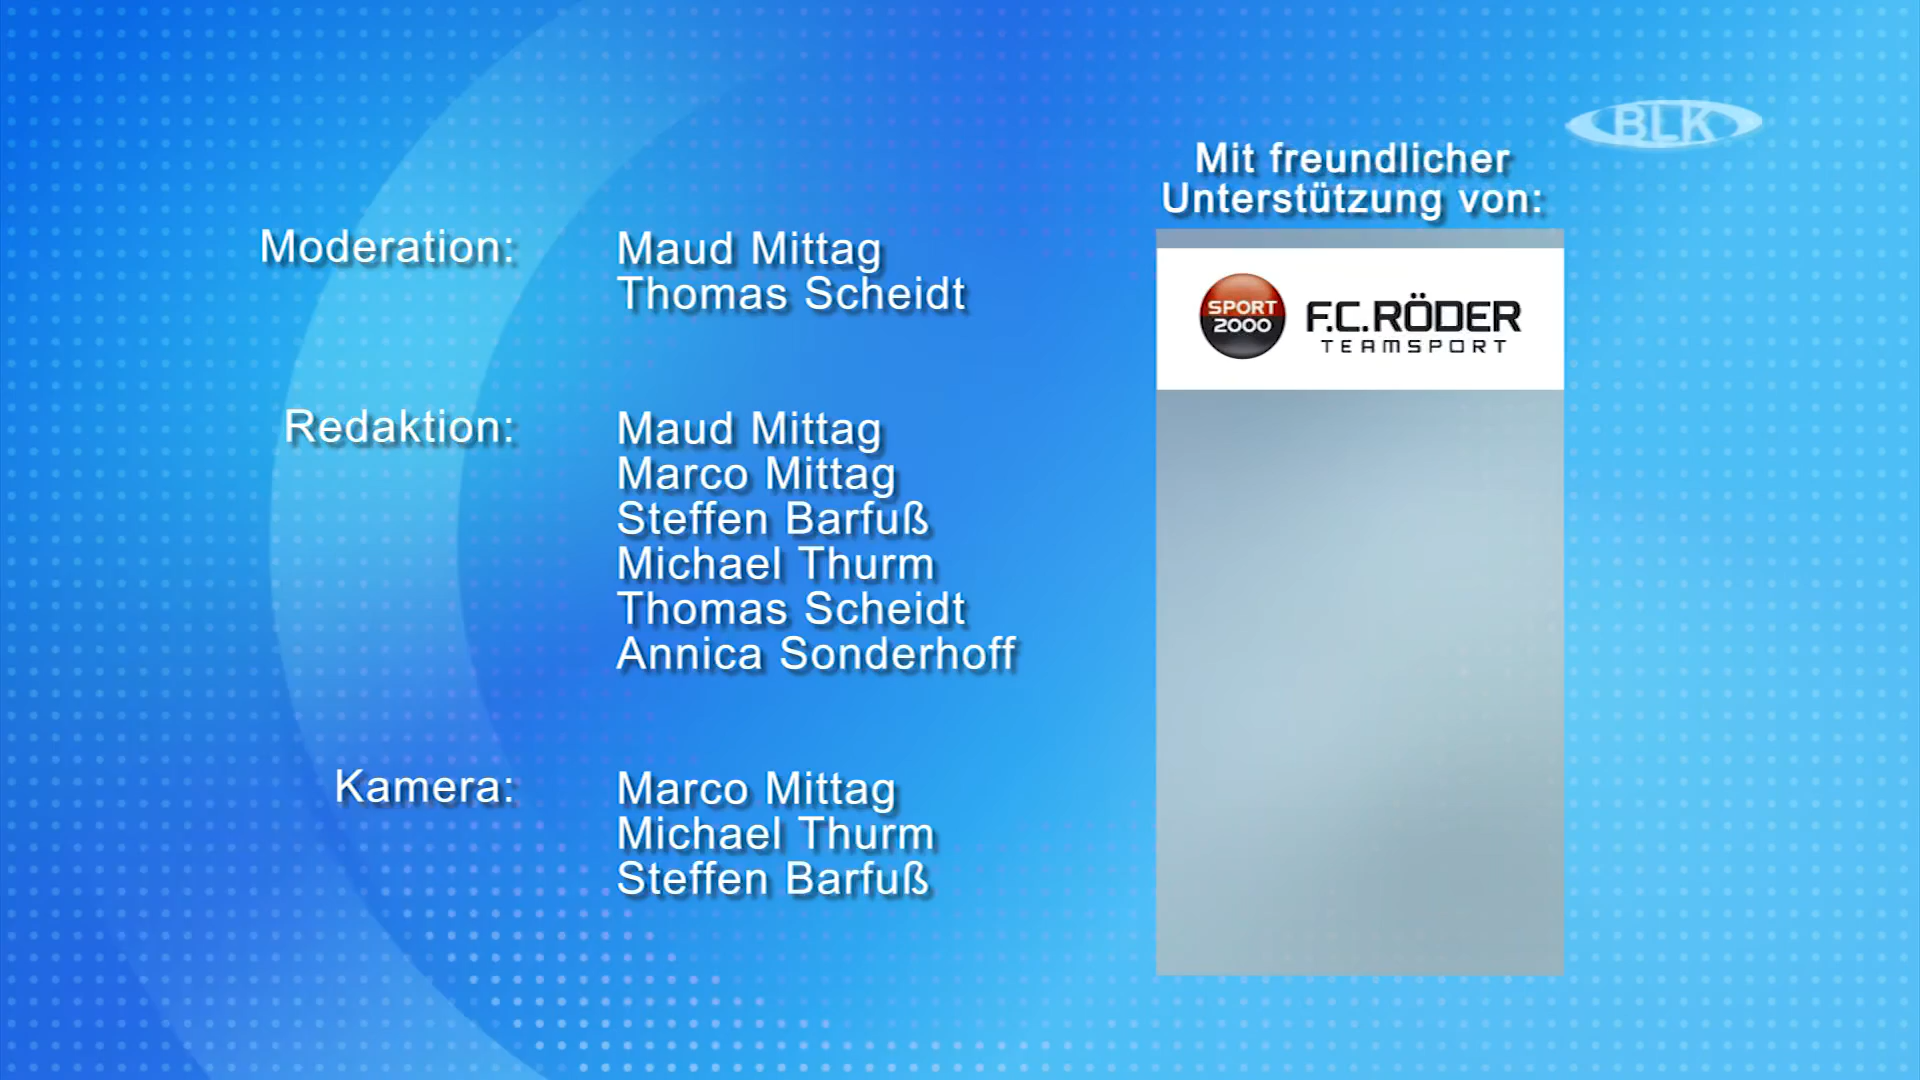 BLK
Mit freundlicher
Unterstützung von:
SPORT
2000
F.C.RÖDER
TEAMSPORT
Moderation:
Maud Mittag
Thomas Scheidt
Redaktion:
Maud Mittag
Marco Mittag
Steffen Barfuß
Michael Thurm
Thomas Scheidt
Annica Sonderhoff
Kamera:
Marco Mittag
Michael Thurm
Steffen Barfuß